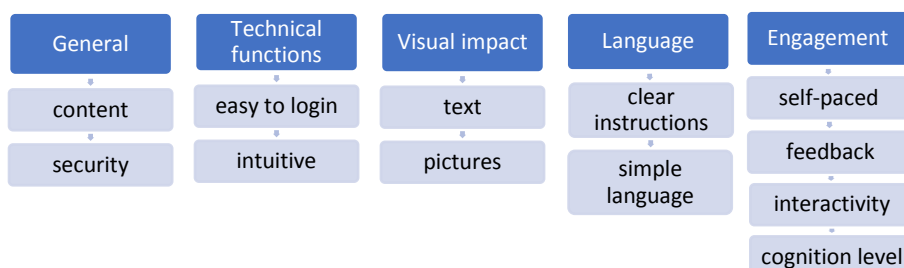 General
content
security
Technical
functions
easy to login
intuitive
Visual impact
text
pictures
Language
clear
instructions
simple
language
Engagement
self-paced
feedback
interactivity
cognition level